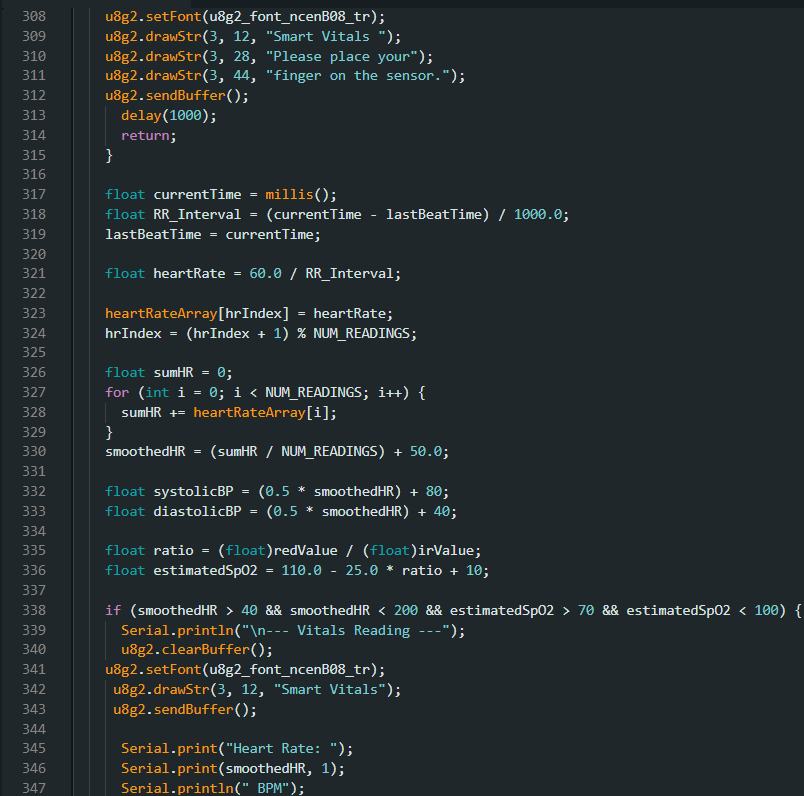 308 u8g2.setFont(u8g2_font_ncenB08_tr);
309 u8g2.drawStr(3, 12, "Smart Vitals ");
310 u8g2.drawStr(3, 28, "Please place your");
311 u8g2.drawStr(3, 44, "finger on the sensor.");
312 u8g2.sendBuffer();
313   delay(1000);
314   return;
315 }
316
317 float currentTime = millis();
318 float RR_Interval = (currentTime - lastBeatTime) / 1000.0;
319 lastBeatTime = currentTime;
320
321 float heartRate = 60.0 / RR_Interval;
322
323 heartRateArray[hrIndex] = heartRate;
324 hrIndex = (hrIndex + 1) % NUM_READINGS;
325
326 float sumHR = 0;
327 for (int i = 0; i < NUM_READINGS; i++) {
328   sumHR += heartRateArray[i];
329 }
330 smoothedHR = (sumHR / NUM_READINGS) + 50.0;
331
332 float systolicBP = (0.5 * smoothedHR) + 80;
333 float diastolicBP = (0.5 * smoothedHR) + 40;
334
335 float ratio = (float)redValue / (float)irValue;
336 float estimatedSpO2 = 110.0 - 25.0 * ratio + 10;
337
338 if (smoothedHR > 40 && smoothedHR < 200 && estimatedSpO2 > 70 && estimatedSpO2 < 100) {
339   Serial.println("\n--- Vitals Reading ---");
340   u8g2.clearBuffer();
341 u8g2.setFont(u8g2_font_ncenB08_tr);
342  u8g2.drawStr(3, 12, "Smart Vitals");
343  u8g2.sendBuffer();
344
345   Serial.print("Heart Rate: ");
346   Serial.print(smoothedHR, 1);
347   Serial.println(" BPM");